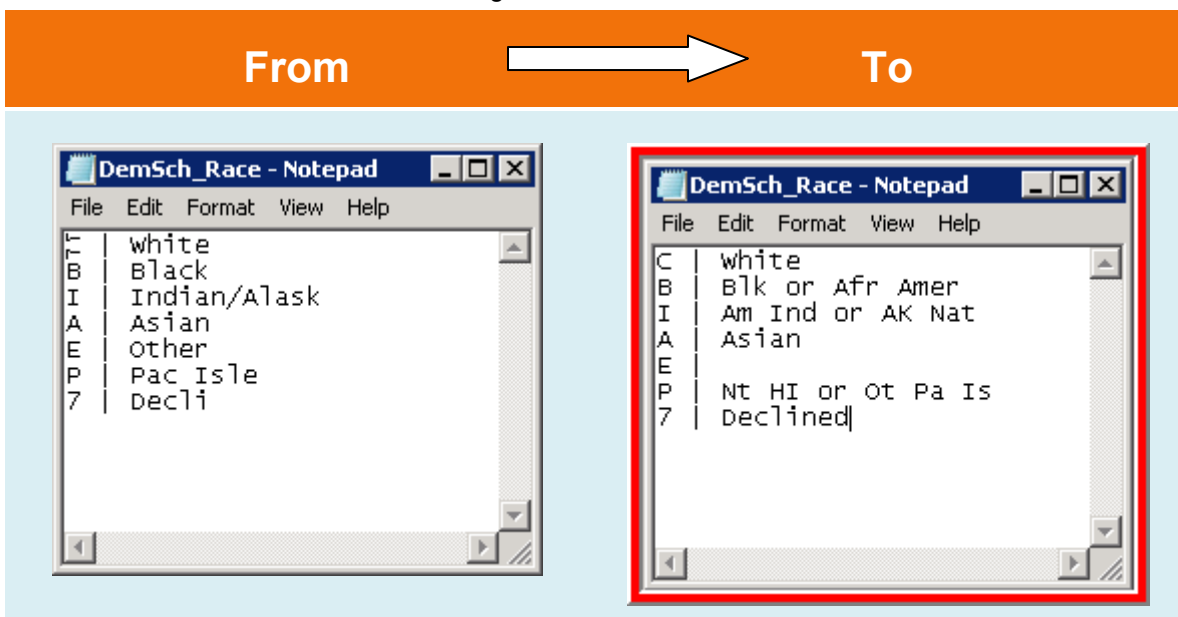 From To
DemSch_Race - Notepad
File Edit Format View Help
| White
B | Black
I | Indian/Alask
A | Asian
E | Other
P | Pac Isle
7 | Decli
DemSch_Race - Notepad
File Edit Format View Help
C | White
B | Blk or Afr Amer
I | Am Ind or AK Nat
A | Asian
E |
P | Nt HI or Ot Pa Is
7 | Declined